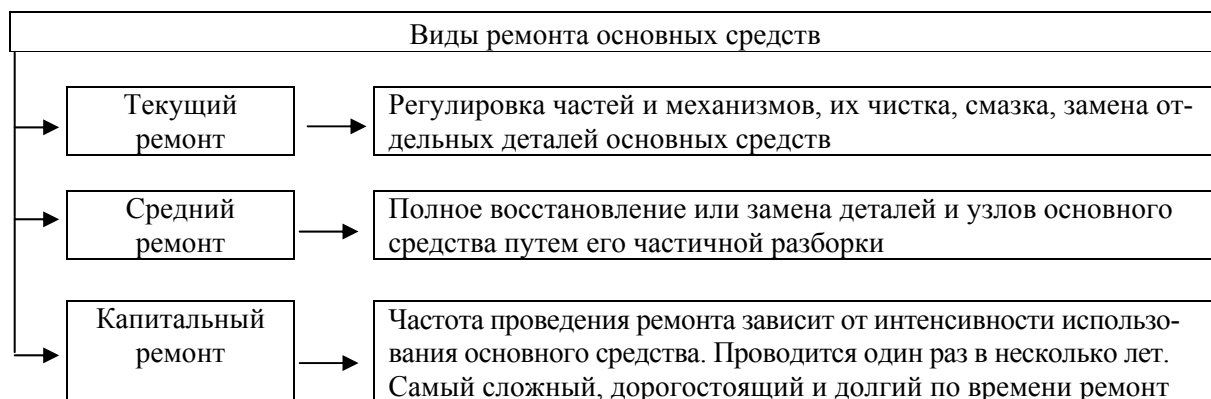 Виды ремонта основных средств
Текущий
ремонт
Регулировка частей и механизмов, их чистка, смазка, замена от-
дельных деталей основных средств
Средний
ремонт
Полное восстановление или замена деталей и узлов основного
средства путем его частичной разборки
Капитальный
ремонт
Частота проведения ремонта зависит от интенсивности использо-
вания основного средства. Проводится один раз в несколько лет.
Самый сложный, дорогостоящий и долгий по времени ремонт